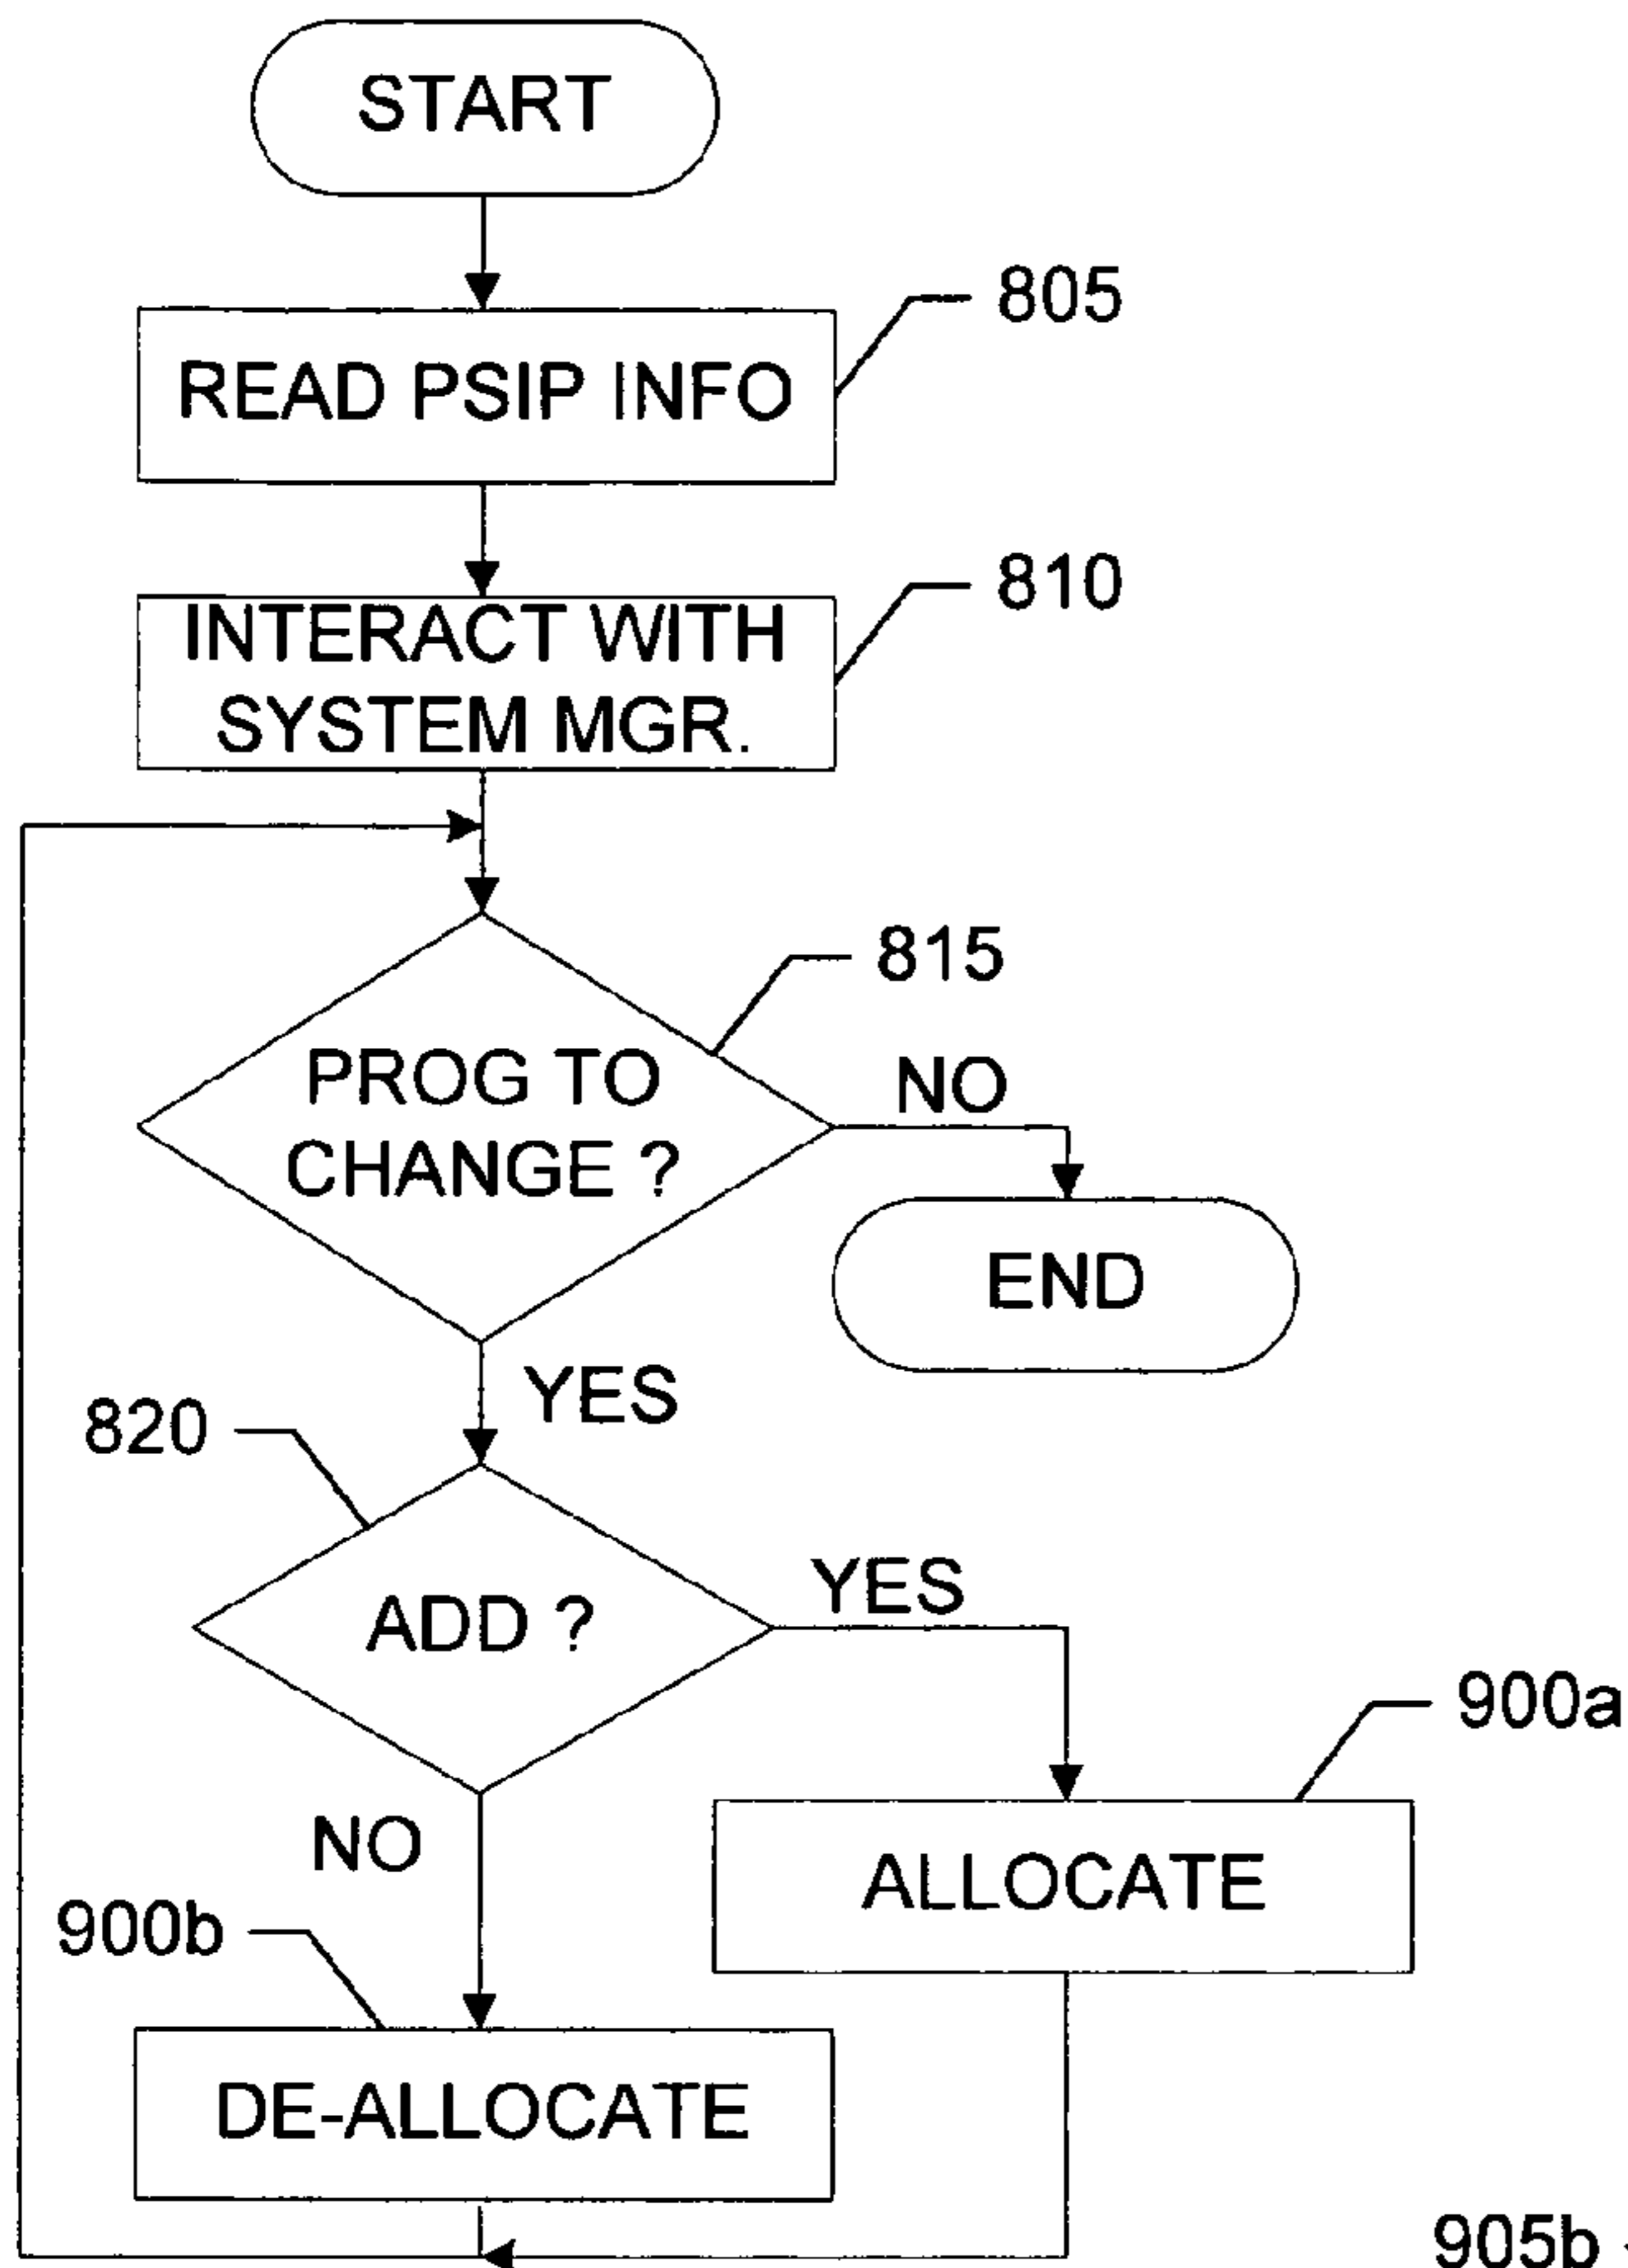 START
805
READ PSIP INFO
810
INTERACT WITH
SYSTEM MGR.
815
PROG TO
CHANGE ?
NO
END
YES
820
ADD ?
YES
900a
ALLOCATE
NO
900b
DE-ALLOCATE
905b